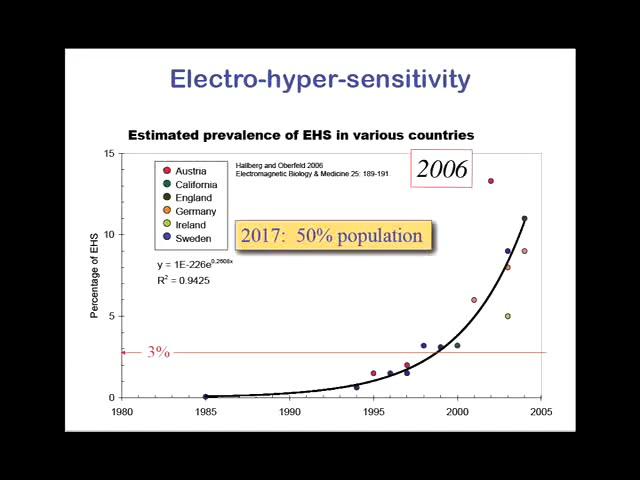 Electro-hyper-sensitivity
Estimated prevalence of EHS in various countries
15
Hallberg and Oberfeld 2006
Electromagnetic Biology & Medicine 25: 189-191
2006
Austria
California
England
Germany
Ireland
Sweden
2017: 50% population
10
y = 1E-226e^0.2608x
R² = 0.9425
Percentage of EHS
5
3%
0
1980 1985 1990 1995 2000 2005